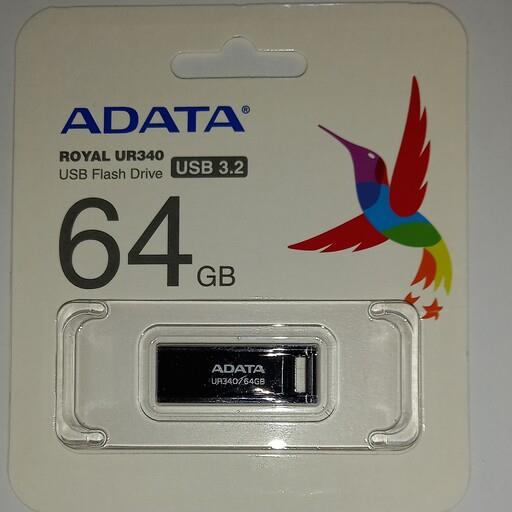 ADATA®
ROYAL UR340
USB Flash Drive USB 3.2
64 GB
ADATA
UR340/64GB